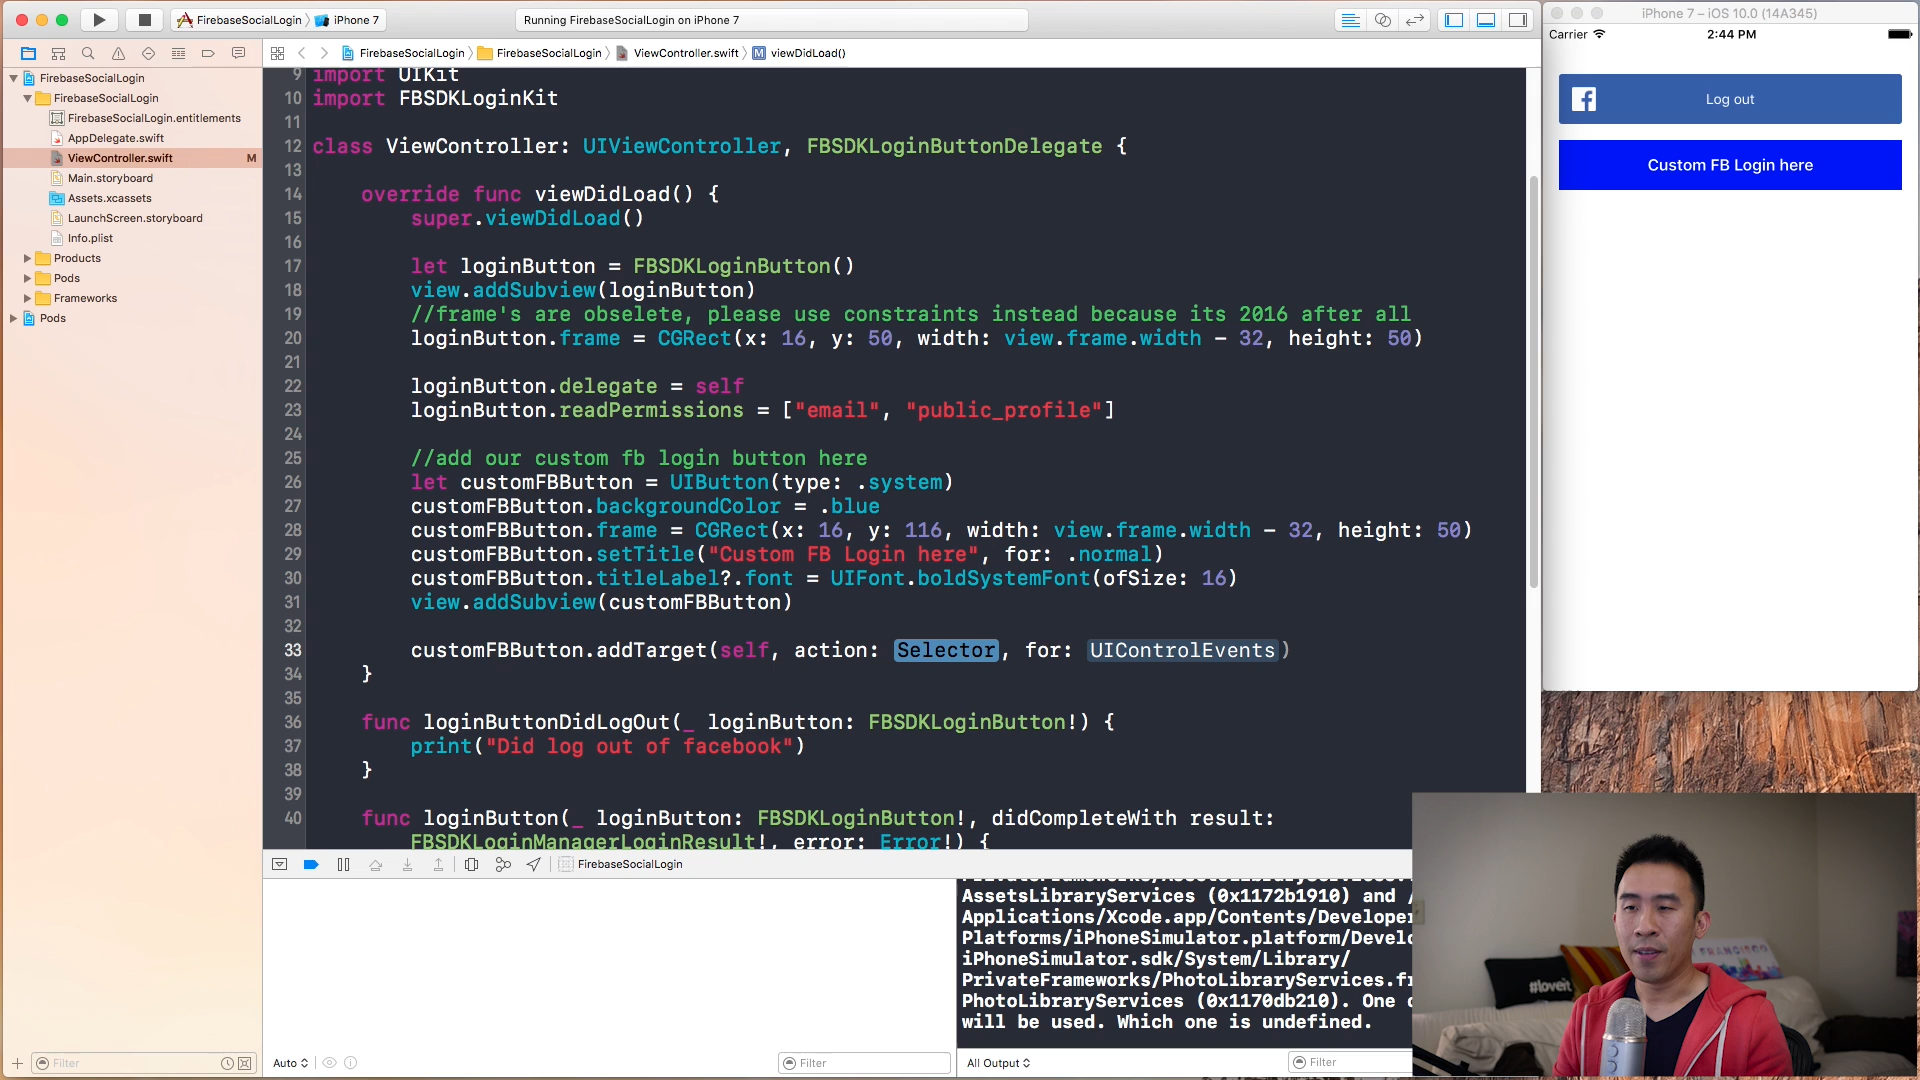 FirebaseSocialLogin
iPhone 7
Running FirebaseSocialLogin on iPhone 7
FirebaseSocialLogin
FirebaseSocialLogin
ViewController.swift
M
viewDidLoad()
FirebaseSocialLogin
FirebaseSocialLogin
FirebaseSocialLogin.entitlements
AppDelegate.swift
ViewController.swift
M
Main.storyboard
Assets.xcassets
LaunchScreen.storyboard
Info.plist
Products
Pods
Frameworks
Pods
9 import UIKit
10 import FBSDKLoginKit
11
12 class ViewController: UIViewController, FBSDKLoginButtonDelegate {
13
14 override func viewDidLoad() {
15 super.viewDidLoad()
16
17 let loginButton = FBSDKLoginButton()
18 view.addSubview(loginButton)
19 //frame's are obselete, please use constraints instead because its 2016 after all
20 loginButton.frame = CGRect(x: 16, y: 50, width: view.frame.width - 32, height: 50)
21
22 loginButton.delegate = self
23 loginButton.readPermissions = ["email", "public_profile"]
24
25 //add our custom fb login button here
26 let customFBButton = UIButton(type: .system)
27 customFBButton.backgroundColor = .blue
28 customFBButton.frame = CGRect(x: 16, y: 116, width: view.frame.width - 32, height: 50)
29 customFBButton.setTitle("Custom FB Login here", for: .normal)
30 customFBButton.titleLabel?.font = UIFont.boldSystemFont(ofSize: 16)
31 view.addSubview(customFBButton)
32
33 customFBButton.addTarget(self, action: Selector, for: UIControlEvents)
34 }
35
36 func loginButtonDidLogOut(_ loginButton: FBSDKLoginButton!) {
37 print("Did log out of facebook")
38 }
39
40 func loginButton(_ loginButton: FBSDKLoginButton!, didCompleteWith result:
FBSDKLoginManagerLoginResult!, error: Error!) {
FirebaseSocialLogin
AssetsLibraryServices (0x1172b1910) and /
Applications/Xcode.app/Contents/Developer
Platforms/iPhoneSimulator.platform/Develo
iPhoneSimulator.sdk/System/Library/
PrivateFrameworks/PhotoLibraryServices.fr
PhotoLibraryServices (0x1170db210). One o
will be used. Which one is undefined.
Filter
Auto
Filter
All Output
Filter
iPhone 7 – iOS 10.0 (14A345)
Carrier
2:44 PM
Log out
Custom FB Login here
#loveit
FRANCISCO